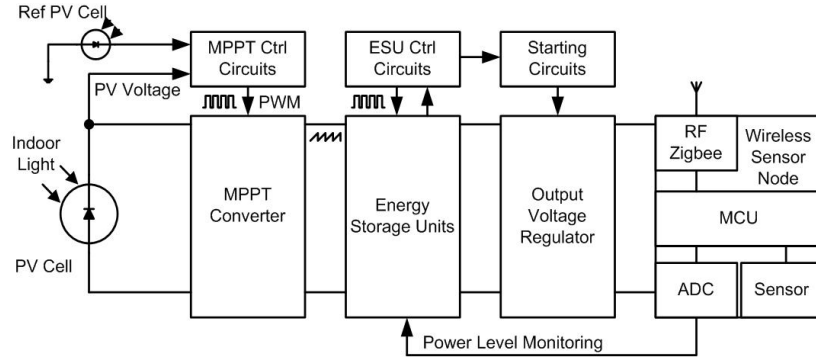 Ref PV Cell
MPPT Ctrl
Circuits
ESU Ctrl
Circuits
Starting
Circuits
PV Voltage
PWM
Indoor
Light
MPPT
Converter
Energy
Storage Units
Output
Voltage
Regulator
RF
Zigbee
Wireless
Sensor
Node
MCU
PV Cell
ADC
Sensor
Power Level Monitoring